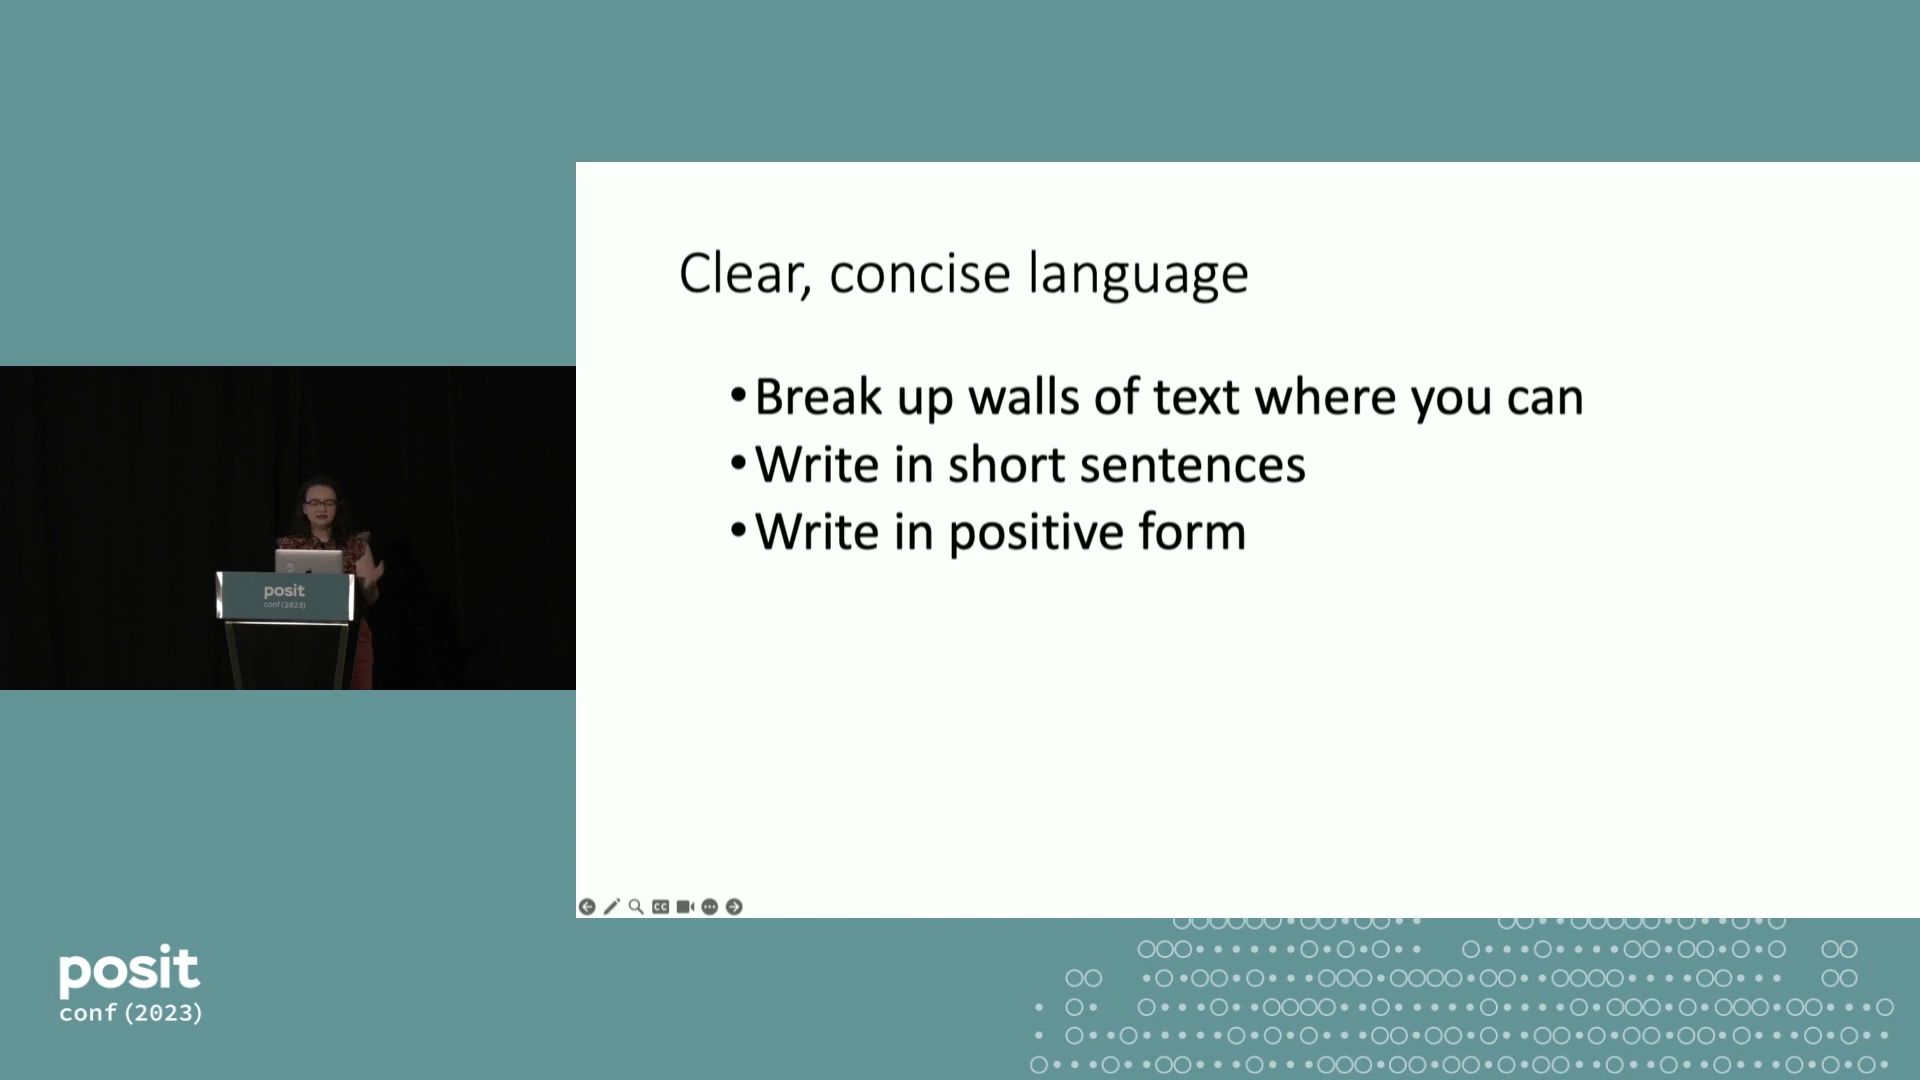 Clear, concise language
•Break up walls of text where you can
•Write in short sentences
•Write in positive form
posit
conf(2023)
CC
posit
conf (2023)